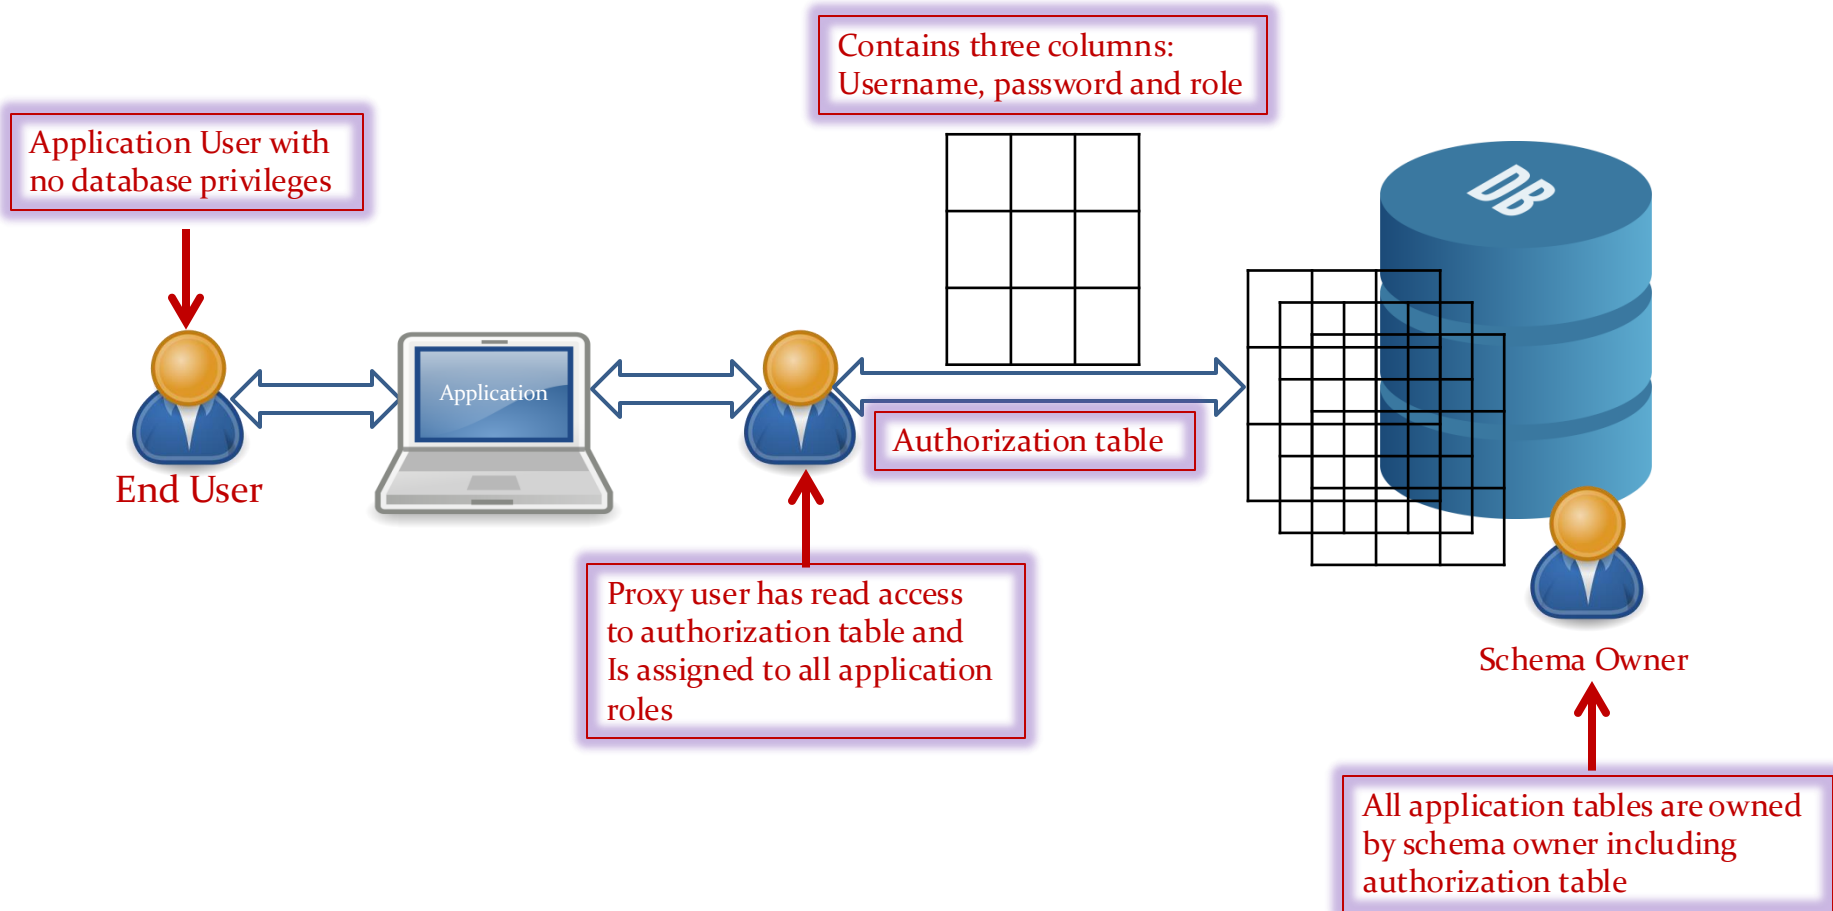 Contains three columns:
Username, password and role
Application User with
no database privileges
DB
Application
Authorization table
End User
Proxy user has read access
to authorization table and
Is assigned to all application
roles
Schema Owner
All application tables are owned
by schema owner including
authorization table